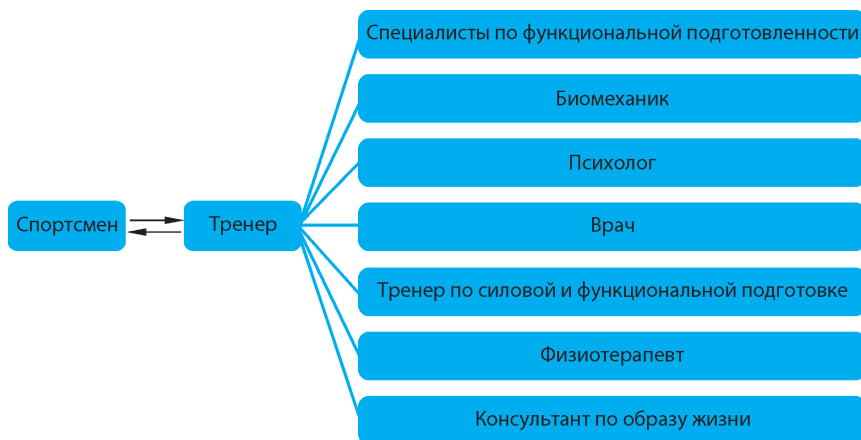 Специалисты по функциональной подготовленности
Биомеханик
Психолог
Спортсмен
Тренер
Врач
Тренер по силовой и функциональной подготовке
Физиотерапевт
Консультант по образу жизни